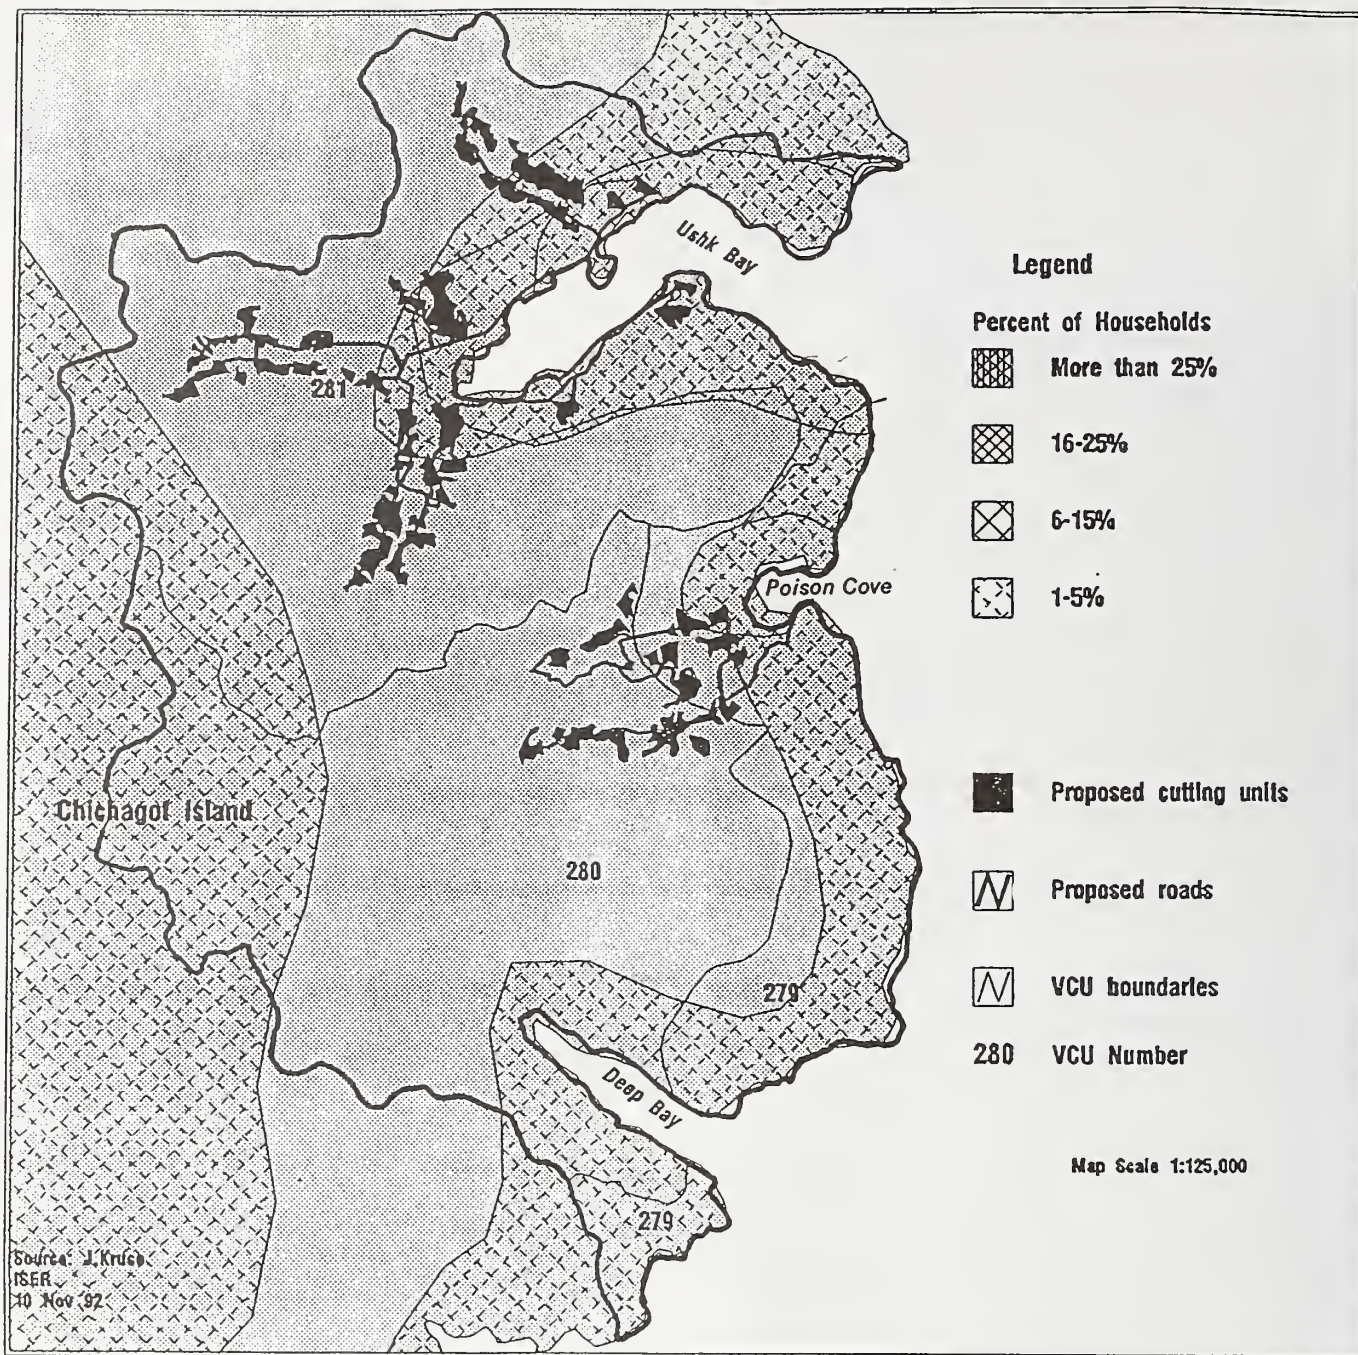 Ushk Bay
281
Poison Cove
Chichagof Island
280
279
Deep Bay
279
Source: J.Kruse
ISER
10 Nov 92
Legend
Percent of Households
More than 25%
16-25%
6-15%
1-5%
Proposed cutting units
Proposed roads
VCU boundaries
280 VCU Number
Map Scale 1:125,000